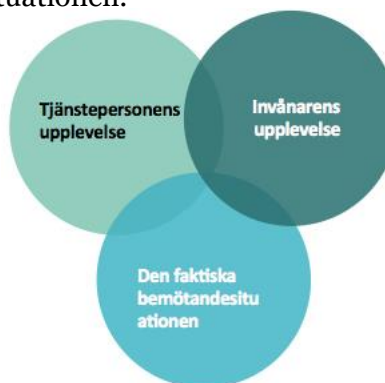 Tjänstepersonens
upplevelse
Invånarens
upplevelse
Den faktiska
bemötandesitu
ationen